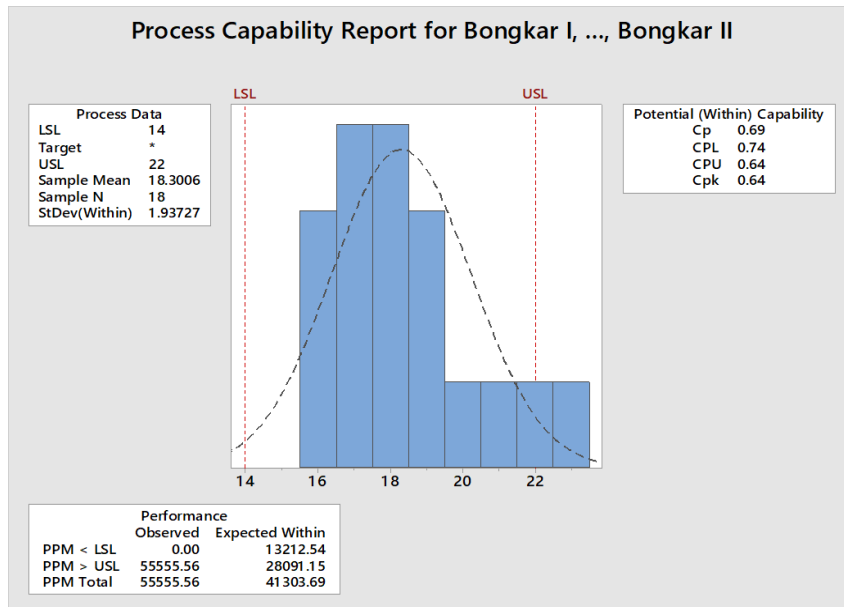 Process Capability Report for Bongkar I, ..., Bongkar II
LSL
USL
Process Data
LSL 14
Target *
USL 22
Sample Mean 18.3006
Sample N 18
StDev(Within) 1.93727
Potential (Within) Capability
Cp 0.69
CPL 0.74
CPU 0.64
Cpk 0.64
14 16 18 20 22
Performance
Observed Expected Within
PPM < LSL 0.00 13212.54
PPM > USL 55555.56 28091.15
PPM Total 55555.56 41303.69